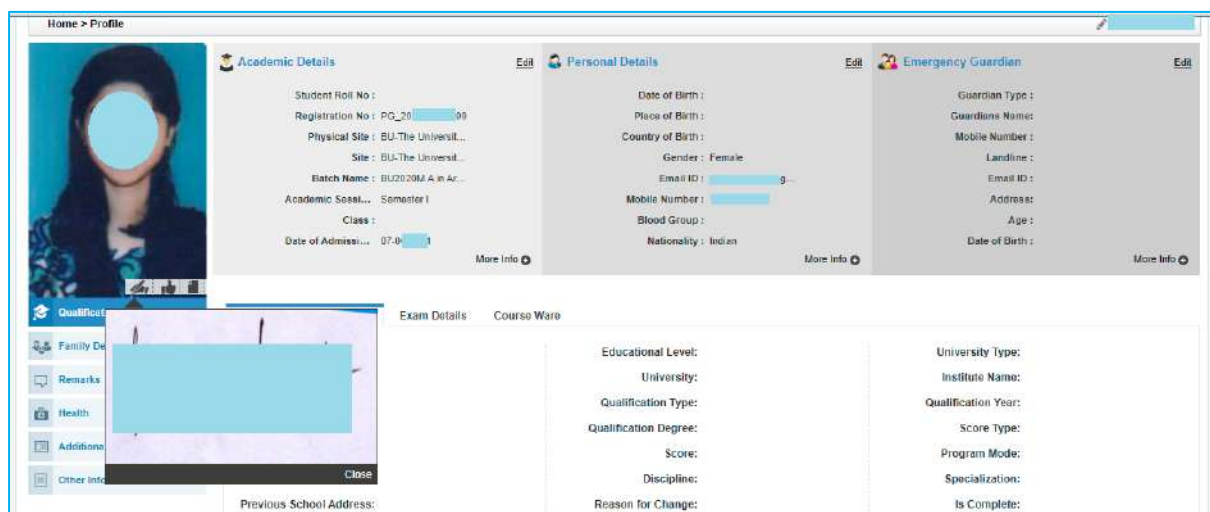 Home > Profile
Academic Details Edit
Student Roll No :
Registration No : PG_20 09
Physical Site : BU-The Universit...
Site : BU-The Universit...
Batch Name : BU2020M.A in Ar...
Academic Sessi... Semester I
Class :
Date of Admissi... 07-0 1
More Info
Personal Details Edit
Date of Birth :
Place of Birth :
Country of Birth :
Gender : Female
Email ID : g...
Mobile Number :
Blood Group :
Nationality : Indian
More Info
Emergency Guardian Edit
Guardian Type :
Guardians Name:
Mobile Number :
Landline :
Email ID :
Address:
Age :
Date of Birth :
More Info
Qualificat
Family De
Remarks
Health
Additiona
Other Info
Close
Exam Details Course Ware
Previous School Address:
Educational Level:
University:
Qualification Type:
Qualification Degree:
Score:
Discipline:
Reason for Change:
University Type:
Institute Name:
Qualification Year:
Score Type:
Program Mode:
Specialization:
Is Complete: